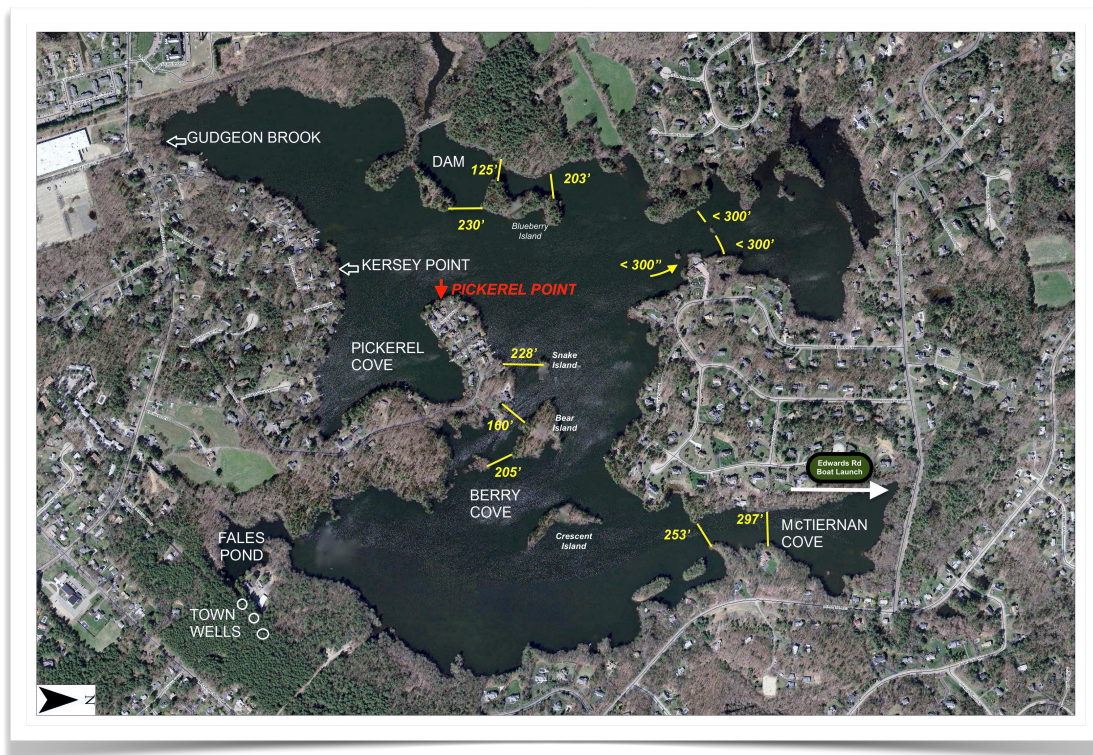 GUDGEON BROOK
DAM
125’
203’
230’
Blueberry
Island
< 300’
< 300’
< 300”
KERSEY POINT
PICKEREL POINT
PICKEREL
COVE
228’
Snake
Island
160’
Bear
Island
205’
BERRY
COVE
Edwards Rd
Boat Launch
FALES
POND
Crescent
Island
253’
297’
McTIERNAN
COVE
TOWN
WELLS
N